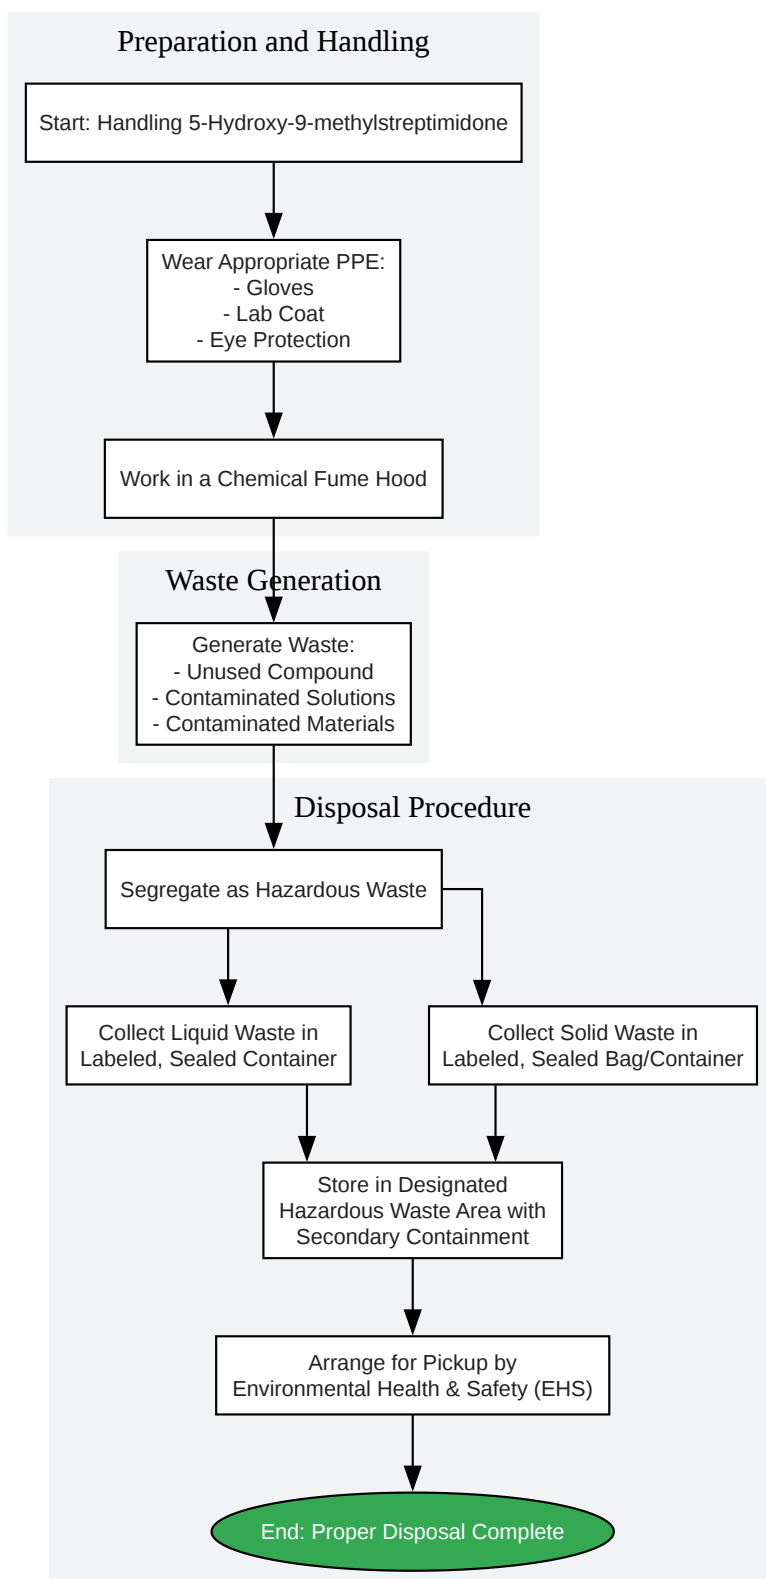 Preparation and Handling
Start: Handling 5-Hydroxy-9-methylstreptimidone
Wear Appropriate PPE:
- Gloves
- Lab Coat
- Eye Protection
Work in a Chemical Fume Hood
Waste Generation
Generate Waste:
- Unused Compound
- Contaminated Solutions
- Contaminated Materials
Disposal Procedure
Segregate as Hazardous Waste
Collect Liquid Waste in
Labeled, Sealed Container
Collect Solid Waste in
Labeled, Sealed Bag/Container
Store in Designated
Hazardous Waste Area with
Secondary Containment
Arrange for Pickup by
Environmental Health & Safety (EHS)
End: Proper Disposal Complete